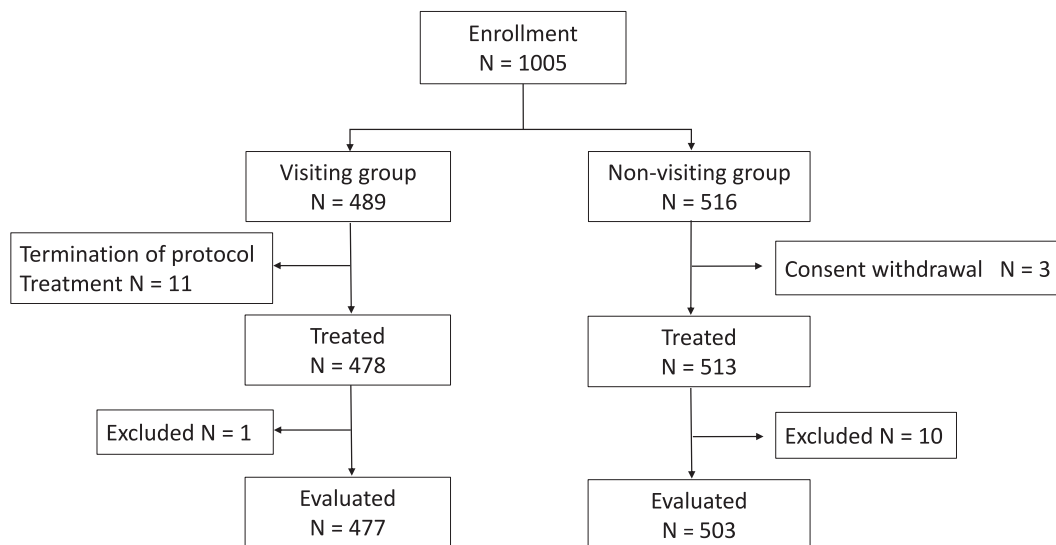 Enrollment
N = 1005
Visiting group
N = 489
Non-visiting group
N = 516
Termination of protocol
Treatment N = 11
Consent withdrawal N = 3
Treated
N = 478
Treated
N = 513
Excluded N = 1
Excluded N = 10
Evaluated
N = 477
Evaluated
N = 503